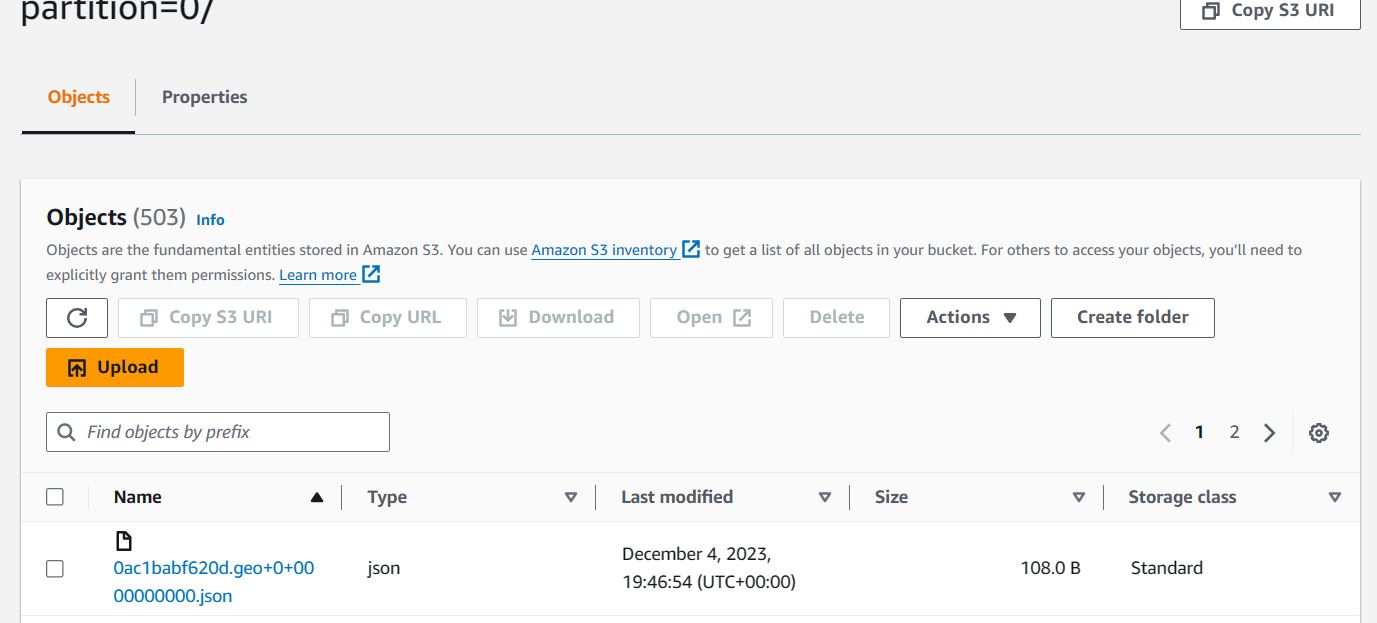 partition=0/
Copy S3 URI
Objects
Properties
Objects (503) Info
Objects are the fundamental entities stored in Amazon S3. You can use Amazon S3 inventory to get a list of all objects in your bucket. For others to access your objects, you’ll need to
explicitly grant them permissions. Learn more
Copy S3 URI
Copy URL
Download
Open
Delete
Actions
Create folder
Upload
Find objects by prefix
1
2
Name
Type
Last modified
Size
Storage class
0ac1babf620d.geo+0+00
00000000.json
json
December 4, 2023,
19:46:54 (UTC+00:00)
108.0 B
Standard